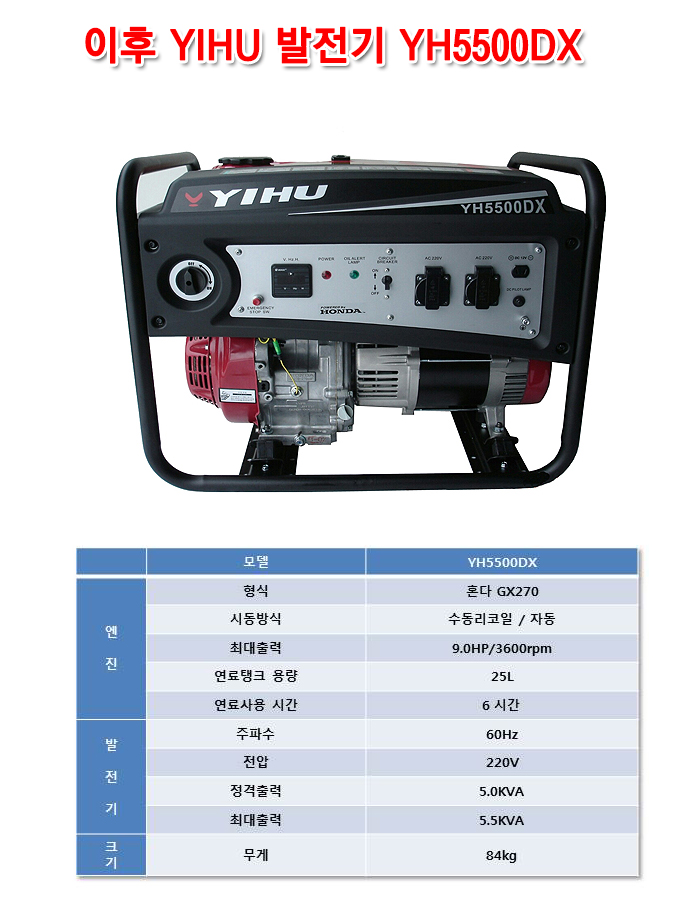 이후 YIHU 발전기 YH5500DX
YIHU
YH5500DX
V. Hz H.
POWER
OIL ALERT
LAMP
CIRCUIT
BREAKER
ON
OFF
AC 220V
AC 220V
DC 12V
DC PILOT LAMP
OFF
EMERGENCY
STOP SW.
POWERED by
HONDA
모델 YH5500DX
엔진
형식 혼다 GX270
시동방식 수동리코일 / 자동
최대출력 9.0HP/3600rpm
연료탱크 용량 25L
연료사용 시간 6 시간
발전기
주파수 60Hz
전압 220V
정격출력 5.0KVA
최대출력 5.5KVA
크기
무게 84kg